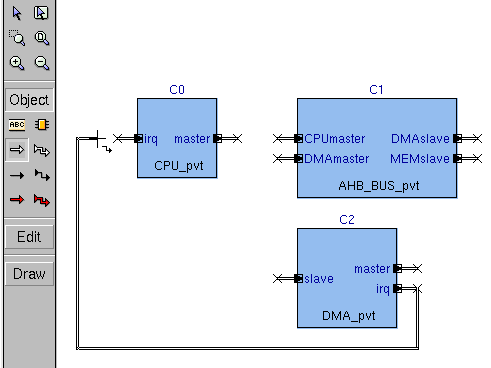 Object
ABC
Edit
Draw
C0
irq master
CPU_pvt
C1
CPUmaster DMAslave
DMAmaster MEMslave
AHB_BUS_pvt
C2
master
slave
irq
DMA_pvt